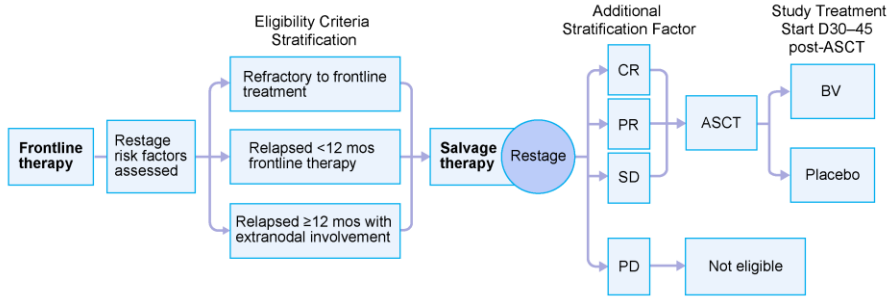 Eligibility Criteria
Stratification
Additional
Stratification Factor
Study Treatment
Start D30–45
post-ASCT
Frontline
therapy
Restage
risk factors
assessed
Refractory to frontline
treatment
Relapsed <12 mos
frontline therapy
Relapsed ≥12 mos with
extranodal involvement
Salvage
therapy
Restage
CR
PR
SD
PD
ASCT
Not eligible
BV
Placebo